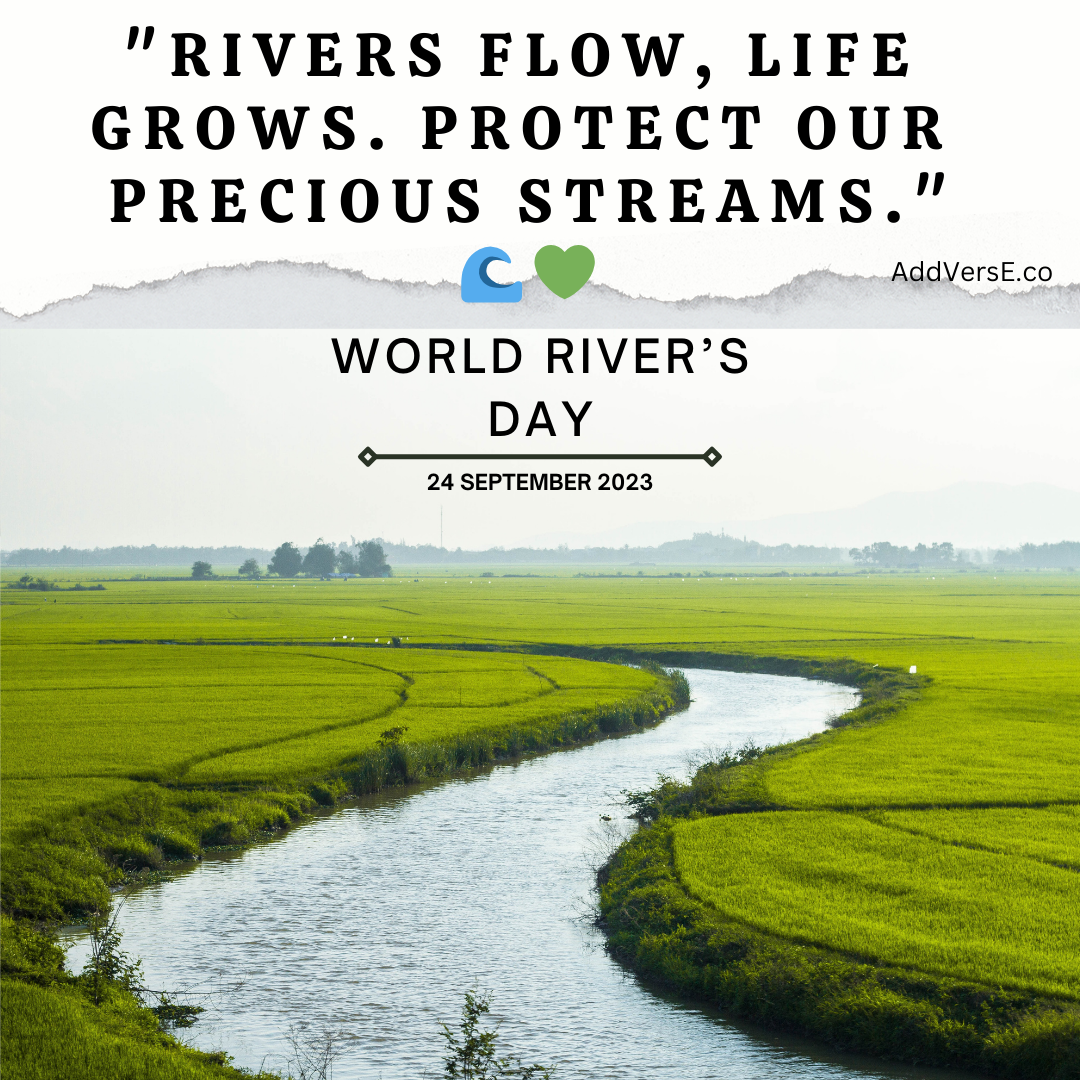 "RIVERS FLOW, LIFE
GROWS. PROTECT OUR
PRECIOUS STREAMS."
AddVersE.co
WORLD RIVER’S
DAY
24 SEPTEMBER 2023